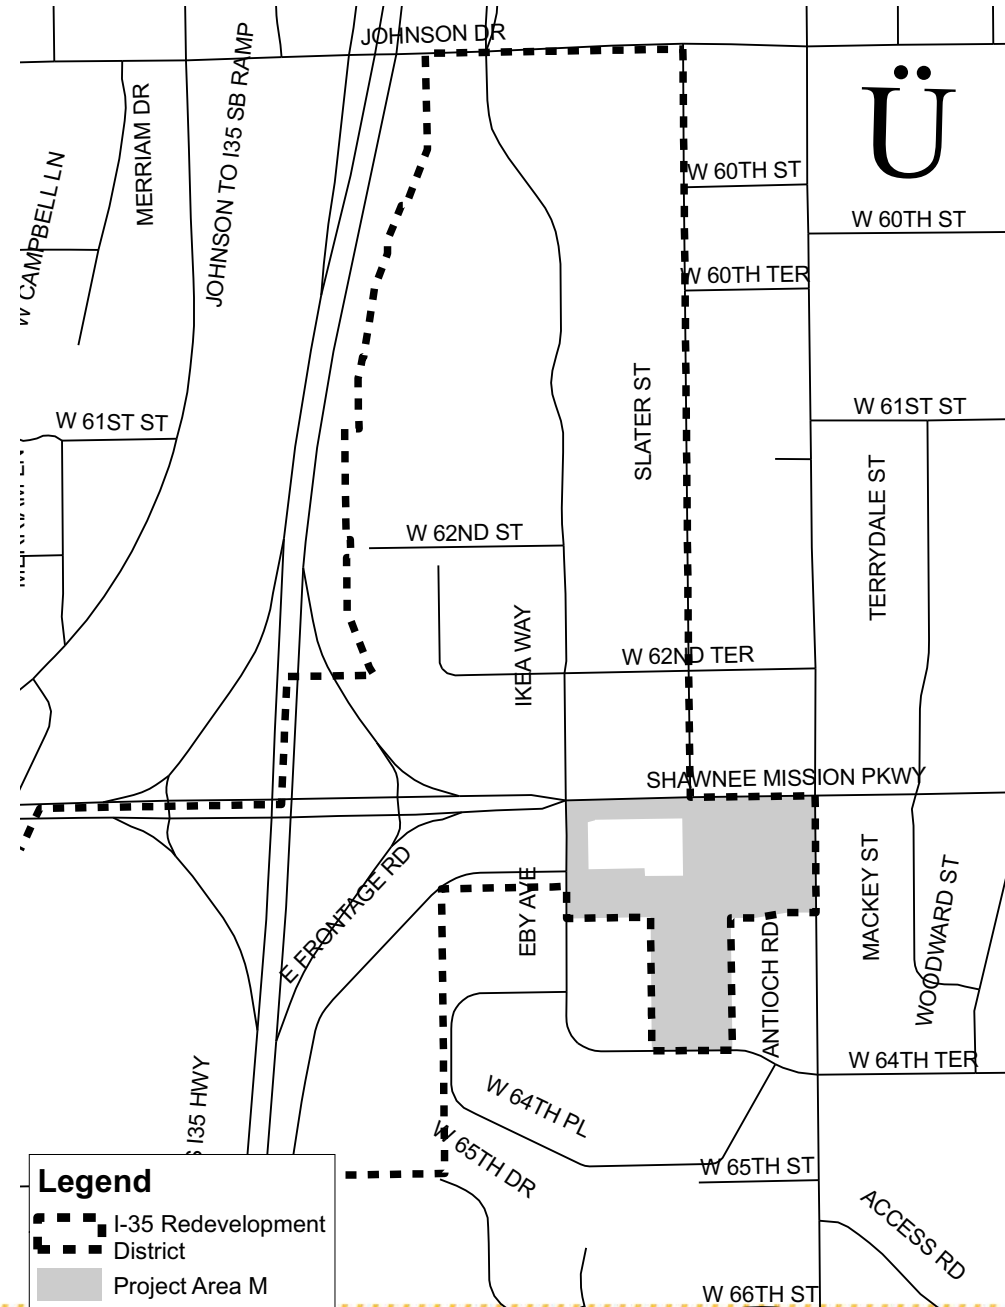 JOHNSON DR
JOHNSON TO I35 SB RAMP
MERRIAM DR
Ü
W CAMPBELL LN
W 60TH ST
W 60TH ST
W 60TH TER
SLATER ST
W 61ST ST
W 61ST ST
TERRYDALE ST
W 62ND ST
IKEA WAY
W 62ND TER
SHAWNEE MISSION PKWY
E FRONTAGE RD
EBY AVE
MACKEY ST
WOODWARD ST
ANTIOCH RD
W 64TH TER
S I35 HWY
W 64TH PL
W 65TH DR
W 65TH ST
ACCESS RD
W 66TH ST
Legend
I-35 Redevelopment
District
Project Area M